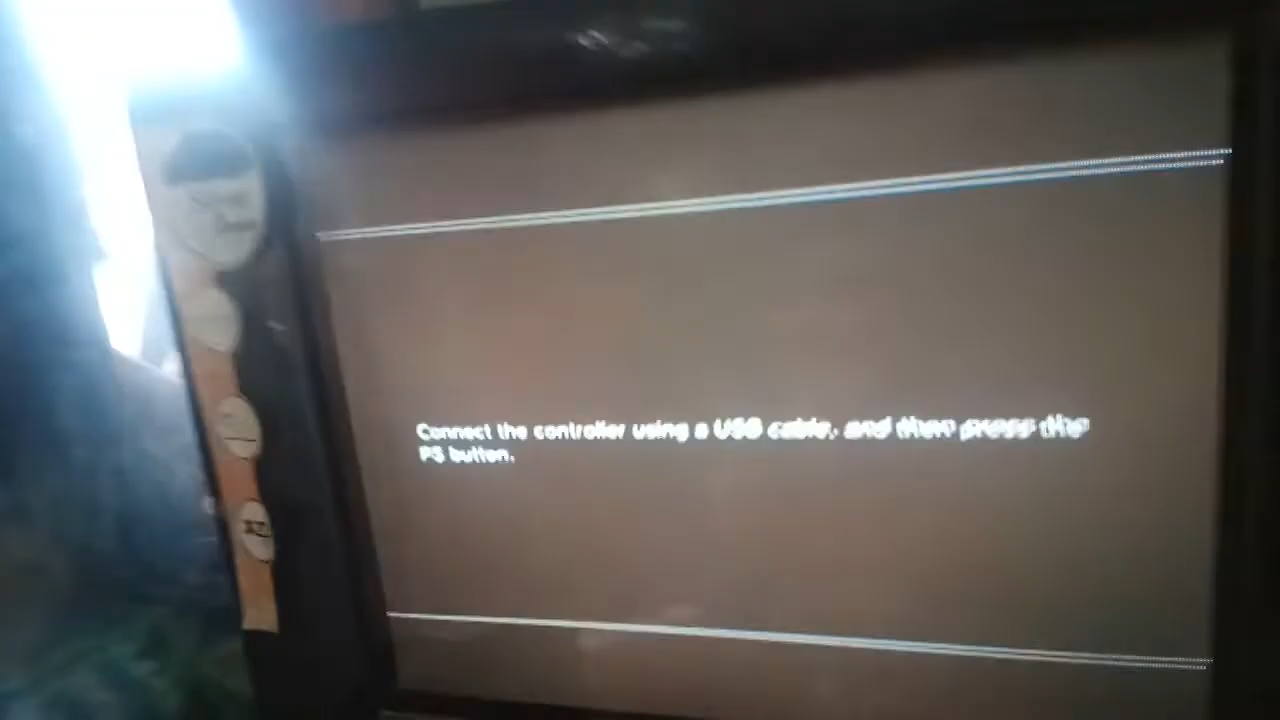 Connect the controller using a USB cable, and then press the
PS button.